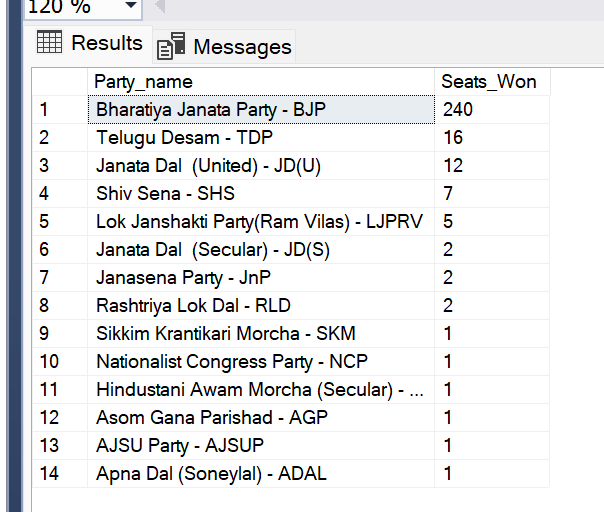 120 %
Results Messages
Party_name Seats_Won
1 Bharatiya Janata Party - BJP 240
2 Telugu Desam - TDP 16
3 Janata Dal  (United) - JD(U) 12
4 Shiv Sena - SHS 7
5 Lok Janshakti Party(Ram Vilas) - LJPRV 5
6 Janata Dal  (Secular) - JD(S) 2
7 Janasena Party - JnP 2
8 Rashtriya Lok Dal - RLD 2
9 Sikkim Krantikari Morcha - SKM 1
10 Nationalist Congress Party - NCP 1
11 Hindustani Awam Morcha (Secular) - ... 1
12 Asom Gana Parishad - AGP 1
13 AJSU Party - AJSUP 1
14 Apna Dal (Soneylal) - ADAL 1